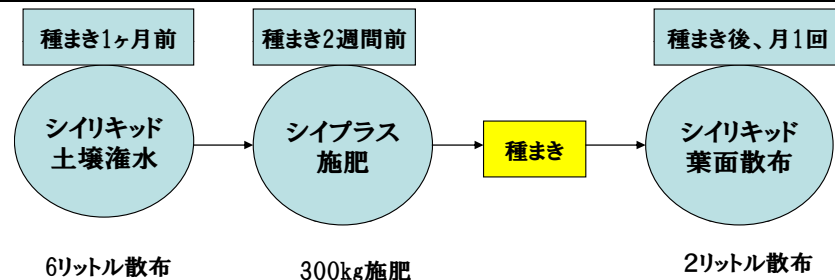 種まき1ヶ月前
種まき2週間前
種まき後、月1回
シイリキッド
土壌潅水
シイプラス
施肥
種まき
シイリキッド
葉面散布
6リットル散布
300kg施肥
2リットル散布